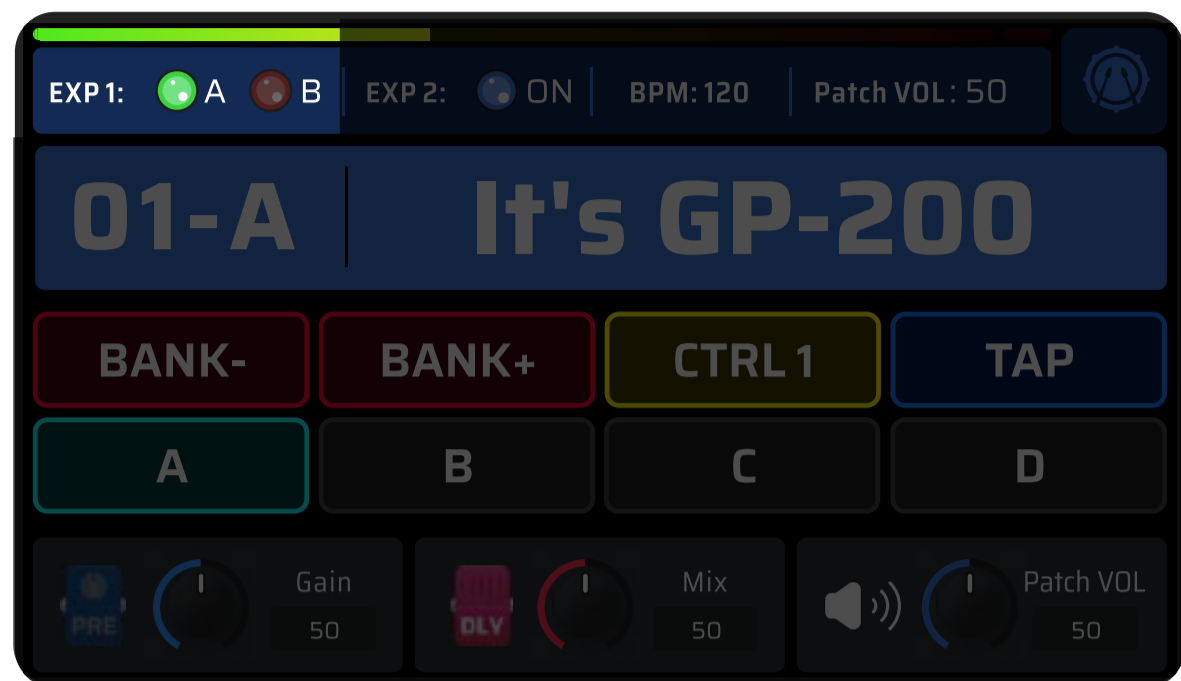 EXP 1: A B EXP 2: ON BPM: 120 Patch VOL: 50
01-A It's GP-200
BANK- BANK+ CTRL 1 TAP
A B C D
PRE Gain 50
DLY Mix 50
Patch VOL 50